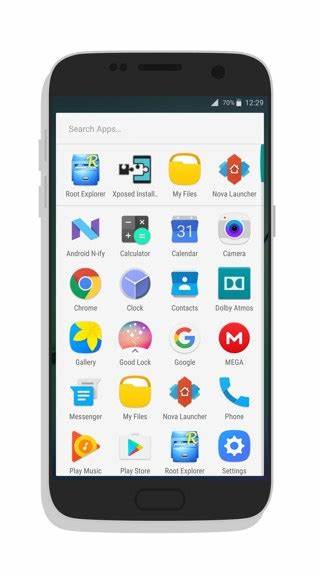 70% 12:29
Search Apps...
R
Root Explorer Xposed Install.. My Files Nova Launcher
31
Android N-ify Calculator Calendar Camera
Chrome Clock Contacts Dolby Atmos
G M
Gallery Good Lock Google MEGA
Messenger My Files Nova Launcher Phone
R
Play Music Play Store Root Explorer Settings